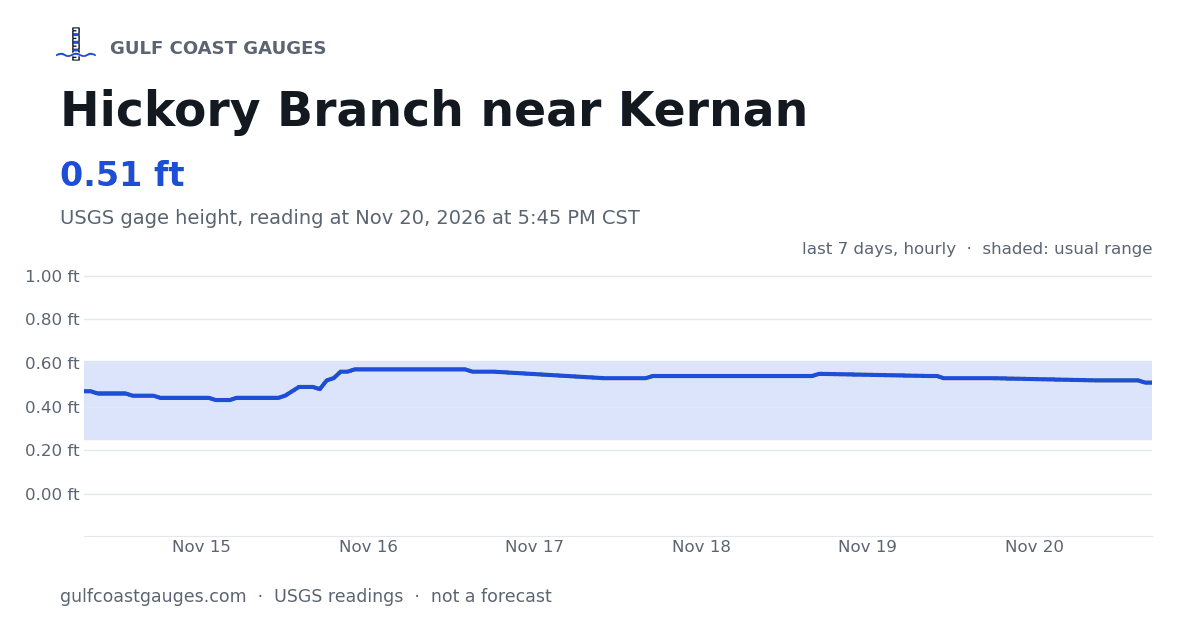 GULF COAST GAUGES
Hickory Branch near Kernan
0.51 ft
USGS gage height, reading at Nov 20, 2026 at 5:45 PM CST
last 7 days, hourly · shaded: usual range
1.00 ft
0.80 ft
0.60 ft
0.40 ft
0.20 ft
0.00 ft
Nov 15 Nov 16 Nov 17 Nov 18 Nov 19 Nov 20
gulfcoastgauges.com · USGS readings · not a forecast